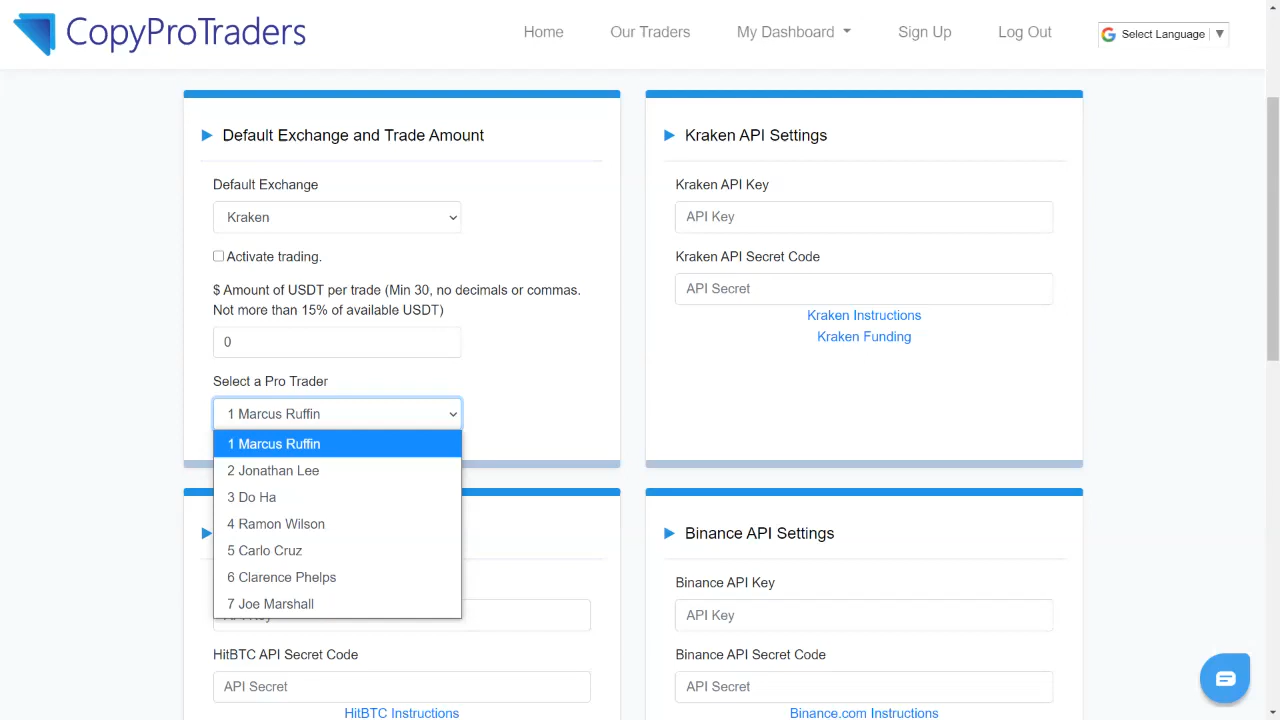 CopyProTraders
Home
Our Traders
My Dashboard
Sign Up
Log Out
Select Language
Default Exchange and Trade Amount
Default Exchange
Kraken
Activate trading.
$ Amount of USDT per trade (Min 30, no decimals or commas.
Not more than 15% of available USDT)
0
Select a Pro Trader
1 Marcus Ruffin
1 Marcus Ruffin
2 Jonathan Lee
3 Do Ha
4 Ramon Wilson
5 Carlo Cruz
6 Clarence Phelps
7 Joe Marshall
Kraken API Settings
Kraken API Key
API Key
Kraken API Secret Code
API Secret
Kraken Instructions
Kraken Funding
HitBTC API Secret Code
API Secret
HitBTC Instructions
Binance API Settings
Binance API Key
API Key
Binance API Secret Code
API Secret
Binance.com Instructions